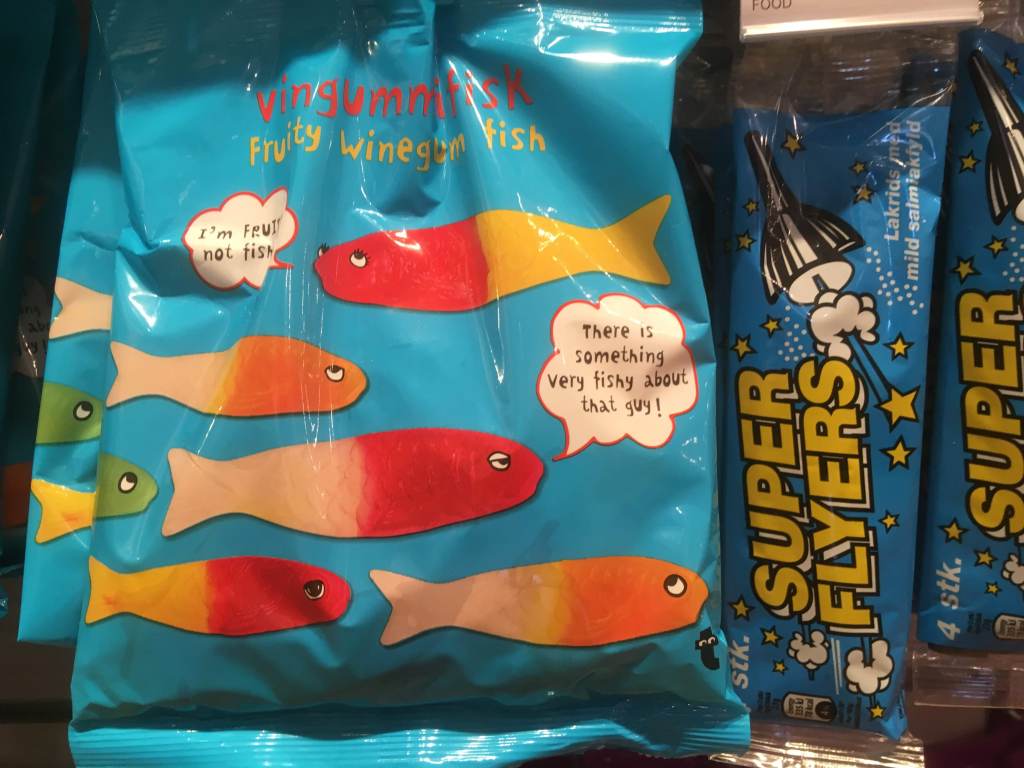 FOOD
vingummifisk
Fruity Winegum fish
I'm FRUIT
not fish
There is
something
very fishy about
that guy!
Lakrids med
mild salmiakfyld
SUPER
FLYERS
stk.
SUPER
4 stk.